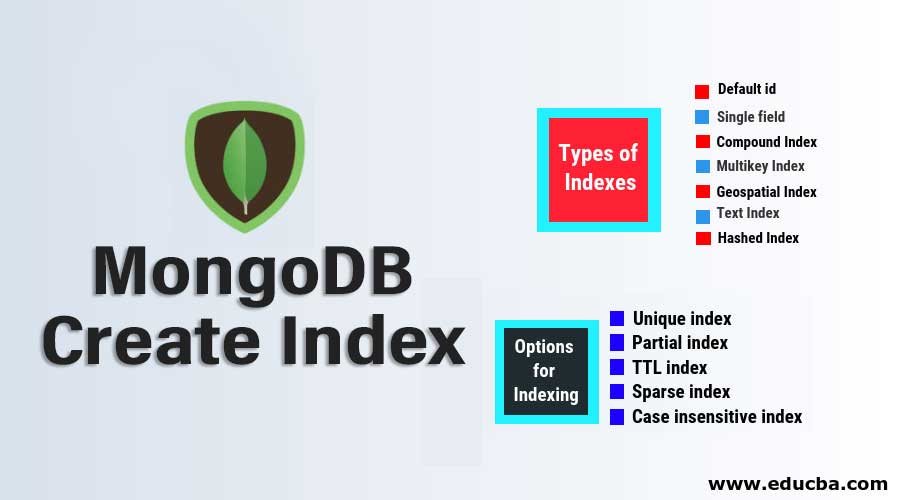 MongoDB
Create Index
Types of
Indexes
Default id
Single field
Compound Index
Multikey Index
Geospatial Index
Text Index
Hashed Index
Options
for
Indexing
Unique index
Partial index
TTL index
Sparse index
Case insensitive index
www.educba.com